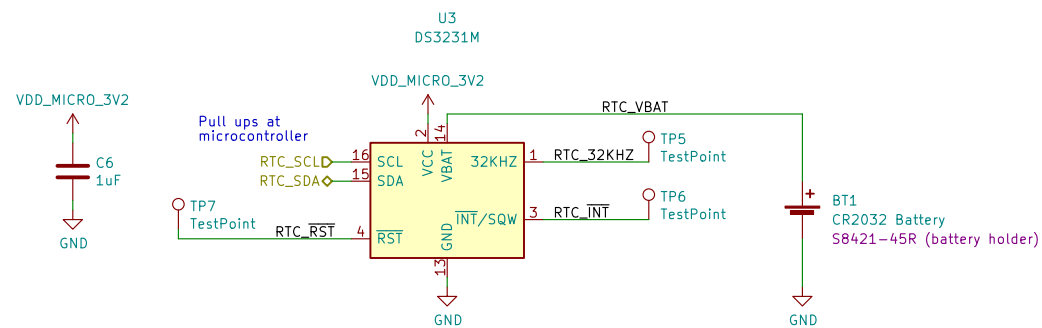 U3
DS3231M
VDD_MICRO_3V2
VDD_MICRO_3V2
RTC_VBAT
Pull ups at
microcontroller
2
14
C6
1uF
RTC_SCL
16
SCL
VCC
VBAT
32KHZ
1
RTC_32KHZ
TP5
TestPoint
RTC_SDA
15
SDA
TP7
TestPoint
INT/SQW
3
RTC_INT
TP6
TestPoint
+
BT1
CR2032 Battery
S8421-45R (battery holder)
RTC_RST
4
RST
GND
13
GND
GND
GND